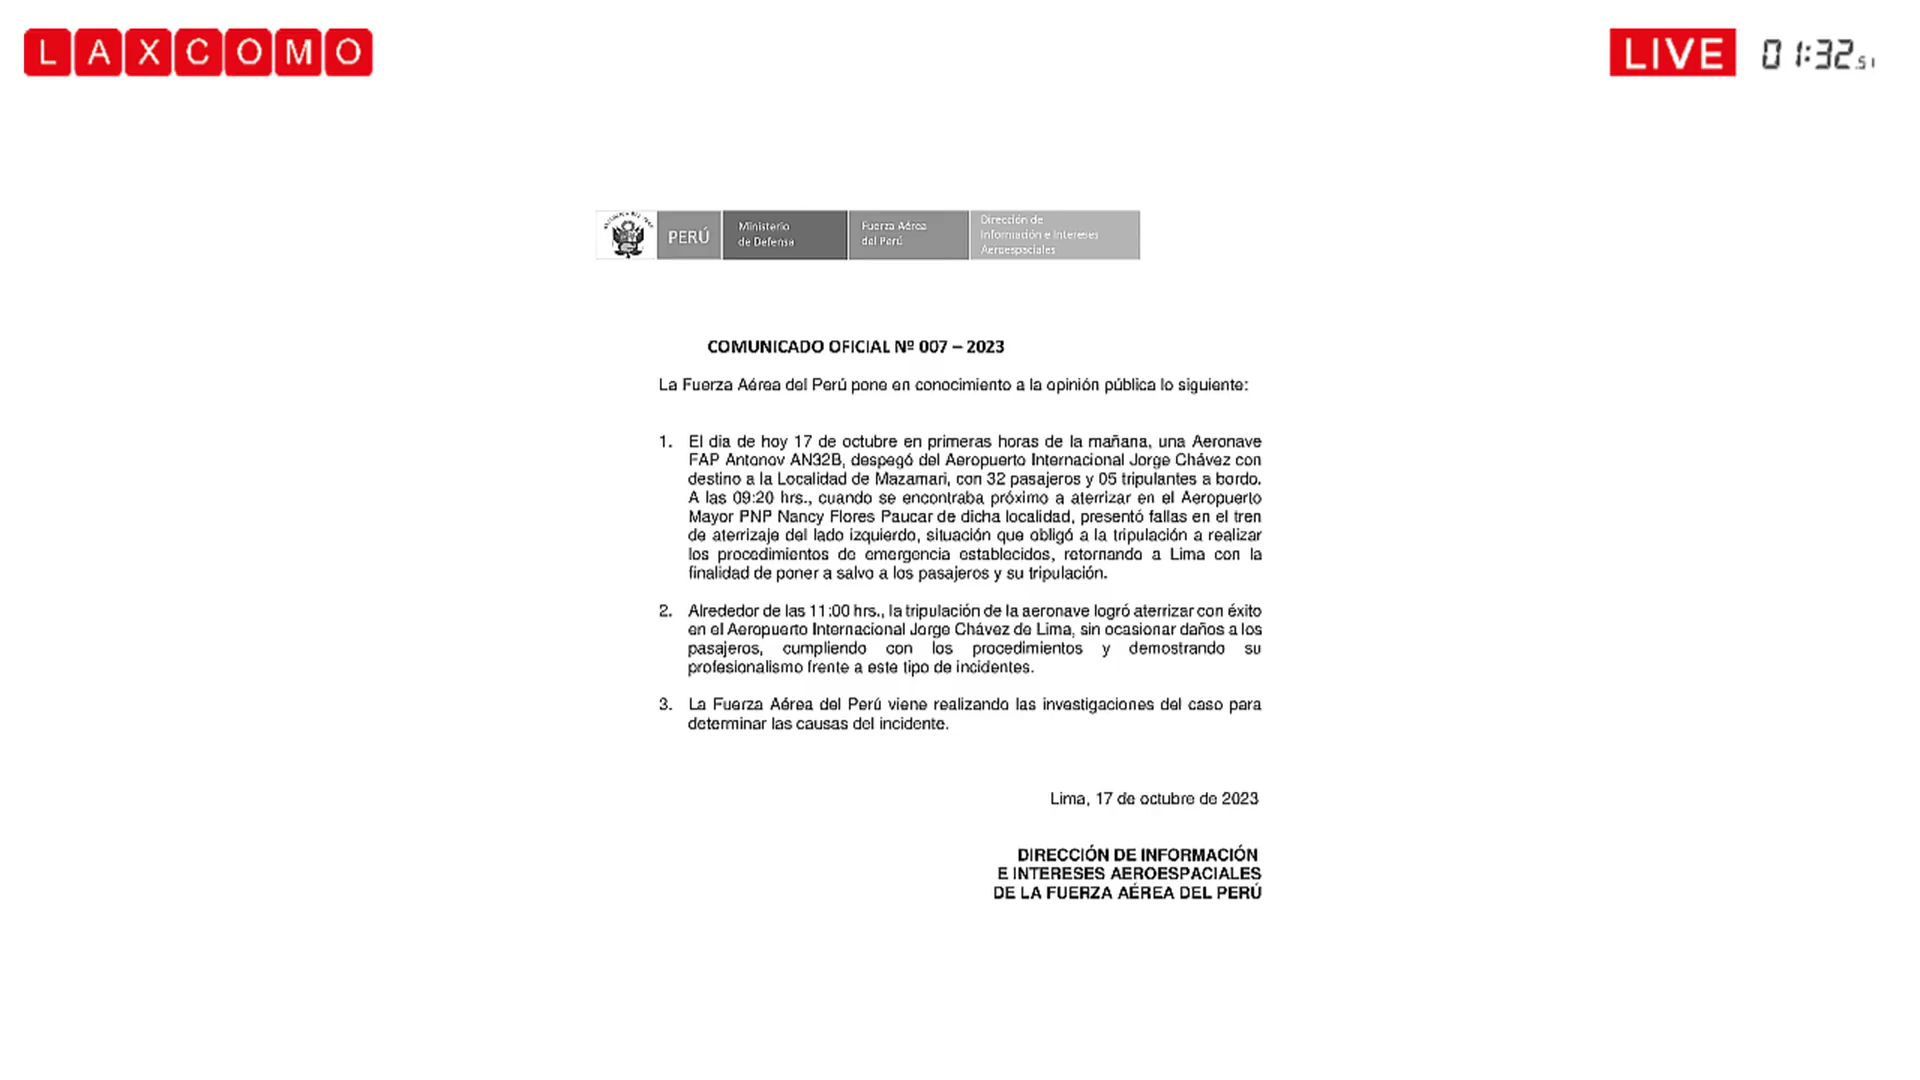 LAXCOMO
LIVE 01:32.51
PERÚ
Ministerio
de Defensa
Fuerza Aérea
del Perú
Dirección de
Información e Intereses
Aeroespaciales
COMUNICADO OFICIAL Nº 007 – 2023
La Fuerza Aérea del Perú pone en conocimiento a la opinión pública lo siguiente:
1. El dia de hoy 17 de octubre en primeras horas de la mañana, una Aeronave
FAP Antonov AN32B, despegó del Aeropuerto Internacional Jorge Chávez con
destino a la Localidad de Mazamari, con 32 pasajeros y 05 tripulantes a bordo.
A las 09:20 hrs., cuando se encontraba próximo a aterrizar en el Aeropuerto
Mayor PNP Nancy Flores Paucar de dicha localidad, presentó fallas en el tren
de aterrizaje del lado izquierdo, situación que obligó a la tripulación a realizar
los procedimientos de emergencia establecidos, retornando a Lima con la
finalidad de poner a salvo a los pasajeros y su tripulación.
2. Alrededor de las 11:00 hrs., la tripulación de la aeronave logró aterrizar con éxito
en el Aeropuerto Internacional Jorge Chávez de Lima, sin ocasionar daños a los
pasajeros, cumpliendo con los procedimientos y demostrando su
profesionalismo frente a este tipo de incidentes.
3. La Fuerza Aérea del Perú viene realizando las investigaciones del caso para
determinar las causas del incidente.
Lima, 17 de octubre de 2023
DIRECCIÓN DE INFORMACIÓN
E INTERESES AEROESPACIALES
DE LA FUERZA AÉREA DEL PERÚ